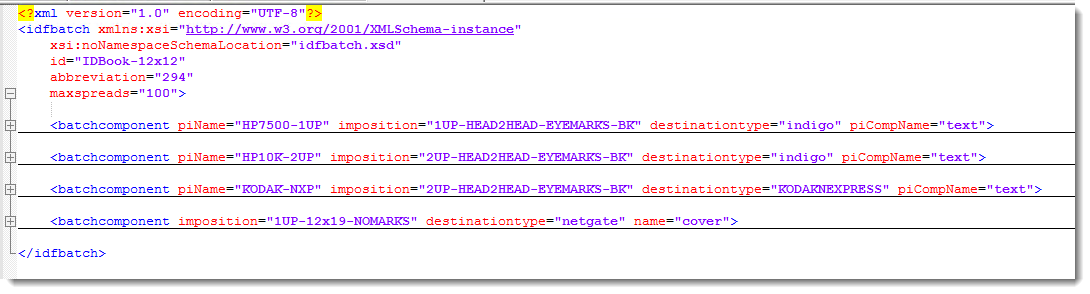 <?xml version="1.0" encoding="UTF-8"?>
<idfbatch xmlns:xsi="http://www.w3.org/2001/XMLSchema-instance"
xsi:noNamespaceSchemaLocation="idfbatch.xsd"
id="IDBook-12x12"
abbreviation="294"
maxspreads="100">
<batchcomponent piName="HP7500-1UP" imposition="1UP-HEAD2HEAD-EYEMARKS-BK" destinationtype="indigo" piCompName="text">
<batchcomponent piName="HP10K-2UP" imposition="2UP-HEAD2HEAD-EYEMARKS-BK" destinationtype="indigo" piCompName="text">
<batchcomponent piName="KODAK-NXP" imposition="2UP-HEAD2HEAD-EYEMARKS-BK" destinationtype="KODAKNEXPRESS" piCompName="text">
<batchcomponent imposition="1UP-12x19-NOMARKS" destinationtype="netgate" name="cover">
</idfbatch>